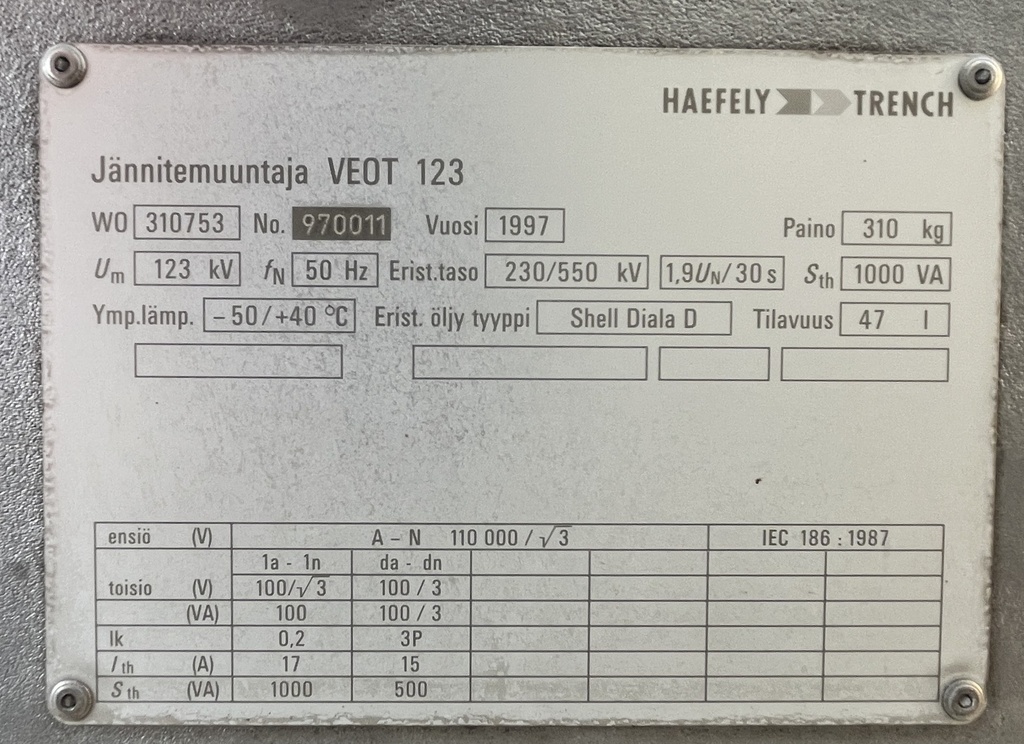 HAEFELY TRENCH
Jännitemuuntaja VEOT 123
WO 310753 No. 970011 Vuosi 1997 Paino 310 kg
Um 123 kV fN 50 Hz Erist.taso 230/550 kV 1,9UN/30 s Sth 1000 VA
Ymp.lämp. -50/+40 °C Erist. öljy tyyppi Shell Diala D Tilavuus 47 l
ensiö (V) A - N 110 000 / √3 IEC 186 : 1987
1a - 1n da - dn
toisio (V) 100/√3 100 / 3
(VA) 100 100 / 3
lk 0,2 3P
Ith (A) 17 15
Sth (VA) 1000 500